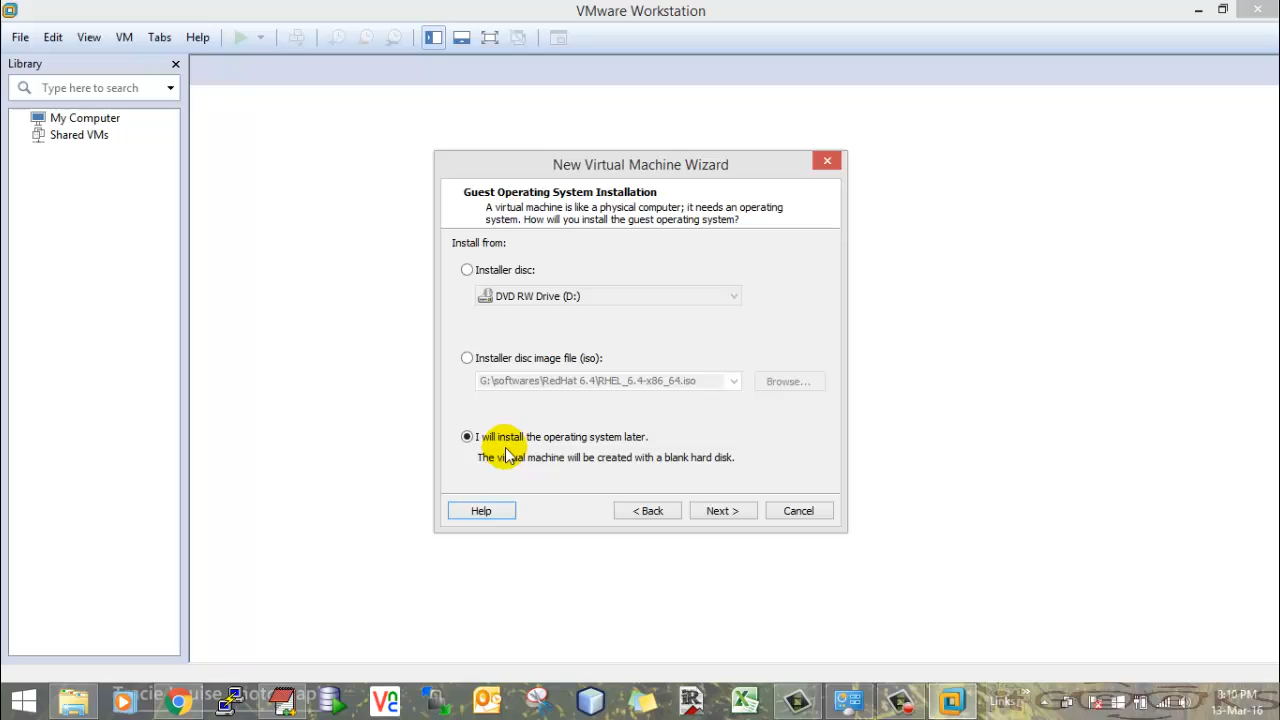 VMware Workstation
File Edit View VM Tabs Help
Library
Type here to search
My Computer
Shared VMs
New Virtual Machine Wizard
Guest Operating System Installation
A virtual machine is like a physical computer; it needs an operating
system. How will you install the guest operating system?
Install from:
Installer disc:
DVD RW Drive (D:)
Installer disc image file (iso):
G:\softwares\RedHat 6.4\RHEL_6.4-x86_64.iso
Browse...
I will install the operating system later.
The virtual machine will be created with a blank hard disk.
Help
< Back
Next >
Cancel
Links
8:10 PM
13-Mar-16